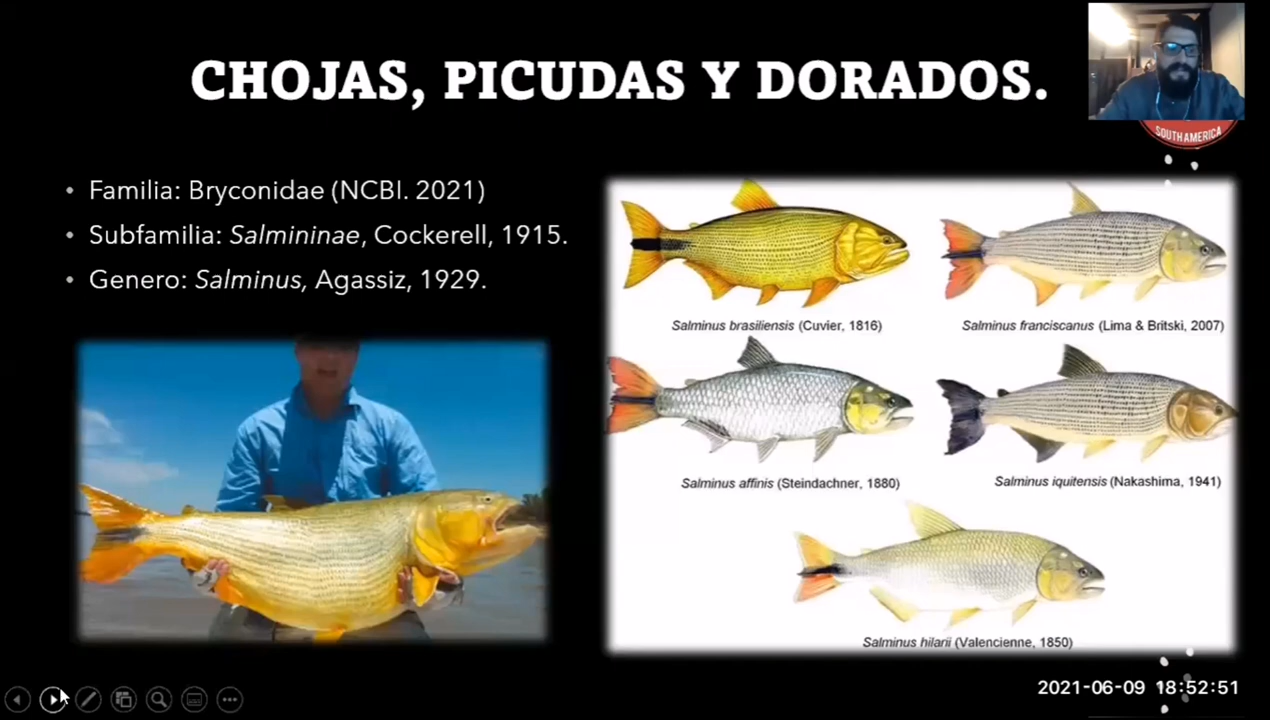 CHOJAS, PICUDAS Y DORADOS.
SOUTH AMERICA
• Familia: Bryconidae (NCBI. 2021)
• Subfamilia: Salmininae, Cockerell, 1915.
• Genero: Salminus, Agassiz, 1929.
Salminus brasiliensis (Cuvier, 1816)
Salminus franciscanus (Lima & Britski, 2007)
Salminus affinis (Steindachner, 1880)
Salminus iquitensis (Nakashima, 1941)
Salminus hilarii (Valencienne, 1850)
2021-06-09 18:52:51